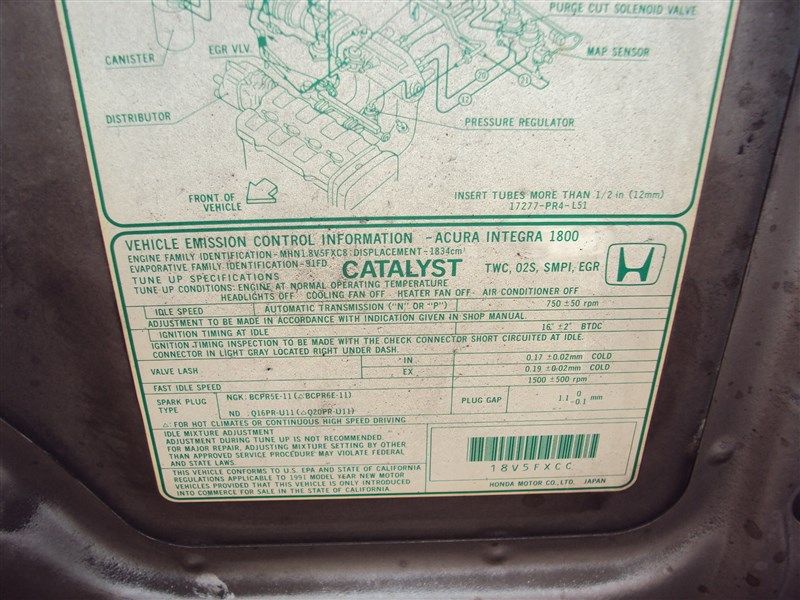 PURGE CUT SOLENOID VALVE
CANISTER
EGR VLV.
MAP SENSOR
DISTRIBUTOR
PRESSURE REGULATOR
FRONT OF VEHICLE
INSERT TUBES MORE THAN 1/2 in (12mm)
17277-PR4-L51
VEHICLE EMISSION CONTROL INFORMATION -ACURA INTEGRA 1800
ENGINE FAMILY IDENTIFICATION-MHN1.8V5FXC8:DISPLACEMENT-1834cm³
EVAPORATIVE FAMILY IDENTIFICATION-91FD
CATALYST
TWC, O2S, SMPI, EGR
TUNE UP SPECIFICATIONS
TUNE UP CONDITIONS: ENGINE AT NORMAL OPERATING TEMPERATURE
HEADLIGHTS OFF COOLING FAN OFF HEATER FAN OFF AIR CONDITIONER OFF
IDLE SPEED AUTOMATIC TRANSMISSION ("N" OR "P") 750 ±50 rpm
ADJUSTMENT TO BE MADE IN ACCORDANCE WITH INDICATION GIVEN IN SHOP MANUAL.
IGNITION TIMING AT IDLE 16° ±2° BTDC
IGNITION TIMING INSPECTION TO BE MADE WITH THE CHECK CONNECTOR SHORT CIRCUITED AT IDLE.
CONNECTOR IN LIGHT GRAY LOCATED RIGHT UNDER DASH.
VALVE LASH IN 0.17 ±0.02mm COLD
EX 0.19 ±0.02mm COLD
FAST IDLE SPEED 1500 ±500 rpm
SPARK PLUG TYPE NGK: BCPR5E-11 (△BCPR6E-11) PLUG GAP 1.1 0 -0.1 mm
ND :Q16PR-U11 (△Q20PR-U11)
△: FOR HOT CLIMATES OR CONTINUOUS HIGH SPEED DRIVING
IDLE MIXTURE ADJUSTMENT
ADJUSTMENT DURING TUNE UP IS NOT RECOMMENDED.
FOR MAJOR REPAIR, ADJUSTING MIXTURE SETTING BY OTHER
THAN APPROVED SERVICE PROCEDURE MAY VIOLATE FEDERAL
AND STATE LAWS.
THIS VEHICLE CONFORMS TO U.S. EPA AND STATE OF CALIFORNIA
REGULATIONS APPLICABLE TO 1991 MODEL YEAR NEW MOTOR
VEHICLES PROVIDED THAT THIS VEHICLE IS ONLY INTRODUCED
INTO COMMERCE FOR SALE IN THE STATE OF CALIFORNIA.
18V5FXCC
HONDA MOTOR CO., LTD. JAPAN